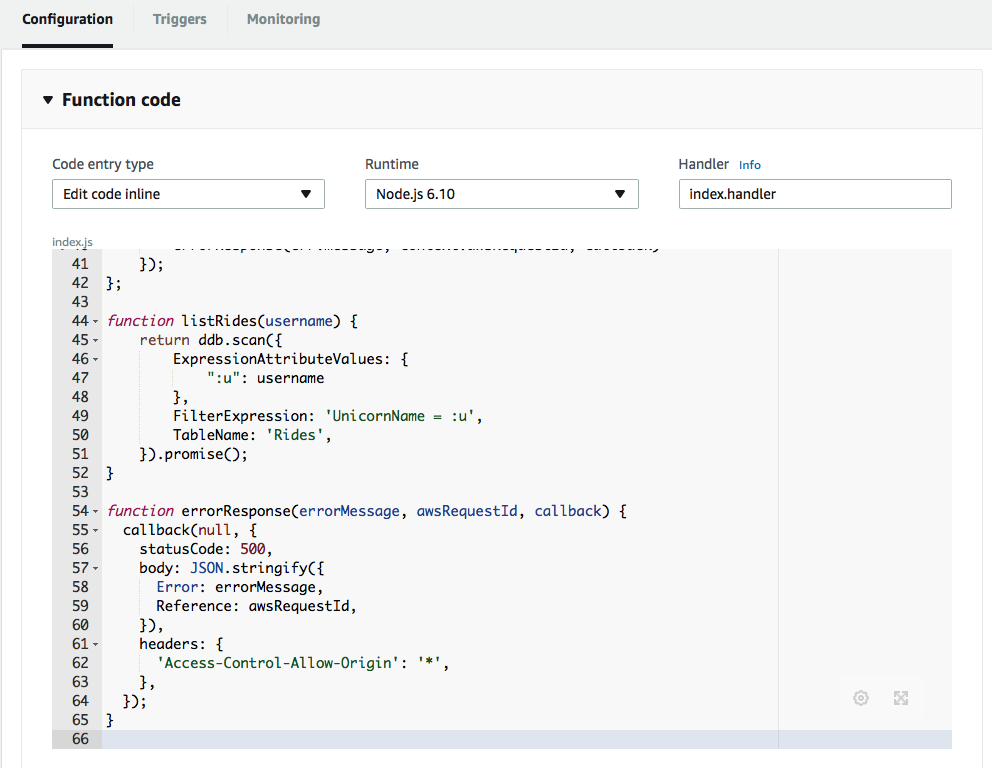 Configuration Triggers Monitoring
Function code
Code entry type Runtime Handler Info
Edit code inline Node.js 6.10 index.handler
index.js
41 });
42 };
43
44 function listRides(username) {
45 return ddb.scan({
46 ExpressionAttributeValues: {
47 ":u": username
48 },
49 FilterExpression: 'UnicornName = :u',
50 TableName: 'Rides',
51 }).promise();
52 }
53
54 function errorResponse(errorMessage, awsRequestId, callback) {
55 callback(null, {
56 statusCode: 500,
57 body: JSON.stringify({
58 Error: errorMessage,
59 Reference: awsRequestId,
60 }),
61 headers: {
62 'Access-Control-Allow-Origin': '*',
63 },
64 });
65 }
66